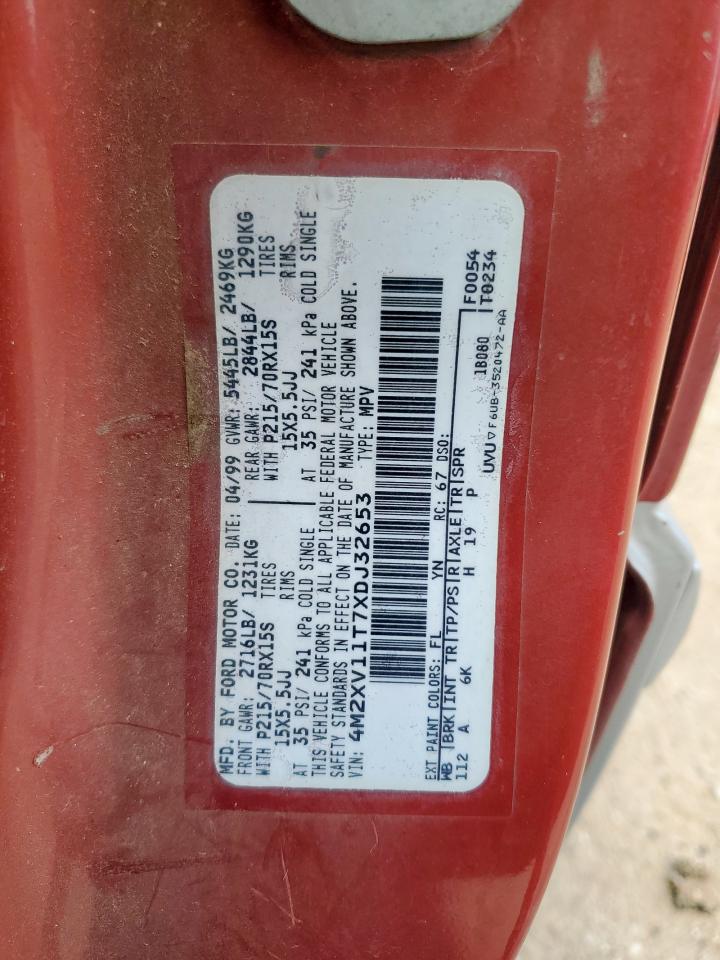 MFD. BY FORD MOTOR CO. DATE: 04/99 GVWR: 5445LB/ 2469KG
FRONT GAWR: 2716LB/ 1231KG REAR GAWR: 2844LB/ 1290KG
WITH P215/70RX15S TIRES WITH P215/70RX15S TIRES
15X5.5JJ RIMS 15X5.5JJ RIMS
AT 35 PSI/ 241 kPa COLD SINGLE AT 35 PSI/ 241 kPa COLD SINGLE
THIS VEHICLE CONFORMS TO ALL APPLICABLE FEDERAL MOTOR VEHICLE
SAFETY STANDARDS IN EFFECT ON THE DATE OF MANUFACTURE SHOWN ABOVE.
VIN: 4M2XV11T7XDJ32653 TYPE: MPV
EXT PAINT COLORS: FL YN RC: 67 DSO: F0054
WB BRK INT TR TP/PS R AXLE TR SPR T0234
112 A 6K H 19 P 1B080
UVU F6UB-3520472-AA